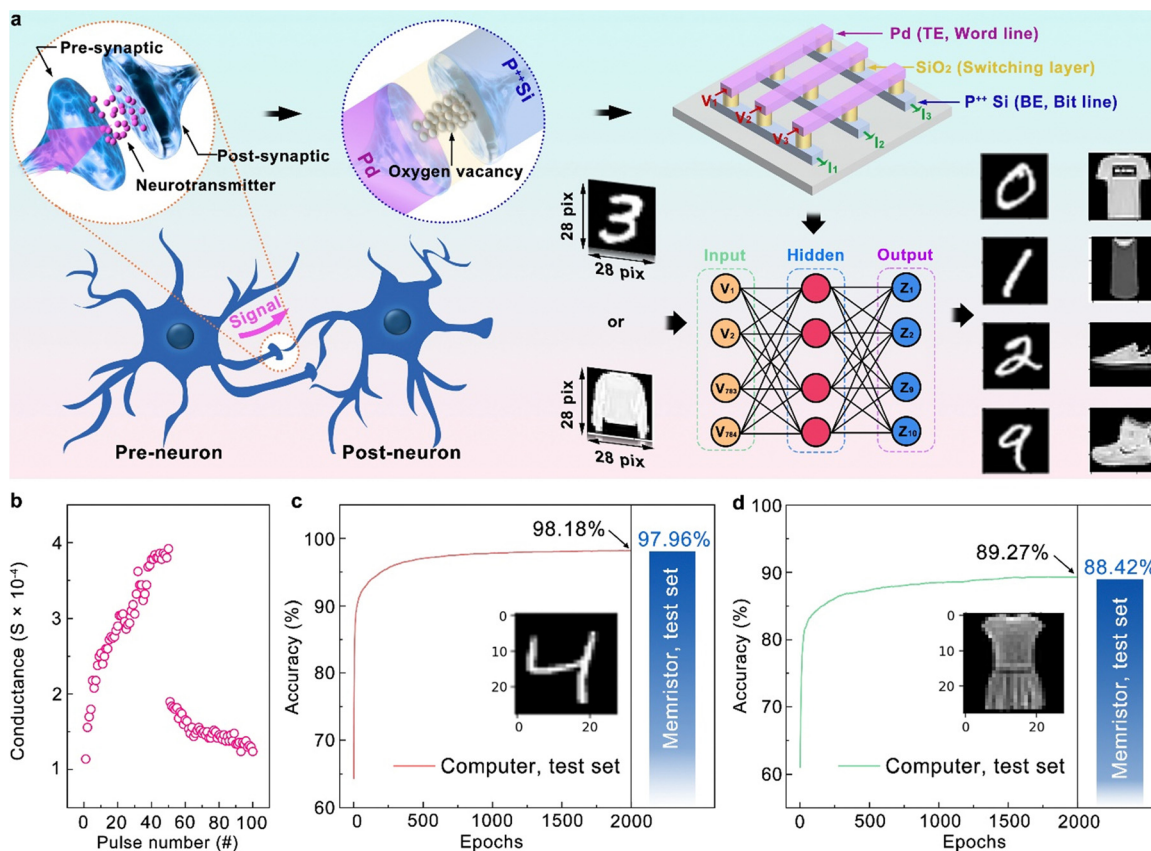 a
Pre-synaptic
Post-synaptic
Neurotransmitter
P⁺⁺Si
Pd
Oxygen vacancy
Pd (TE, Word line)
SiO₂ (Switching layer)
P⁺⁺ Si (BE, Bit line)
V₁
V₂
V₃
I₁
I₂
I₃
Signal
Pre-neuron
Post-neuron
28 pix
28 pix
or
28 pix
28 pix
Input
Hidden
Output
V₁
V₂
V₇₈₃
V₇₈₄
Z₁
Z₂
Z₉
Z₁₀
3
0
1
2
9
b
Conductance (S × 10⁻⁴)
4
3
2
1
0 20 40 60 80 100
Pulse number (#)
c
Accuracy (%)
100
90
80
70
60
98.18%
97.96%
Memristor, test set
0
10
20
0 20
4
Computer, test set
0 500 1000 1500 2000
Epochs
d
Accuracy (%)
100
90
80
70
60
89.27%
88.42%
Memristor, test set
0
10
20
0 20
Computer, test set
0 500 1000 1500 2000
Epochs